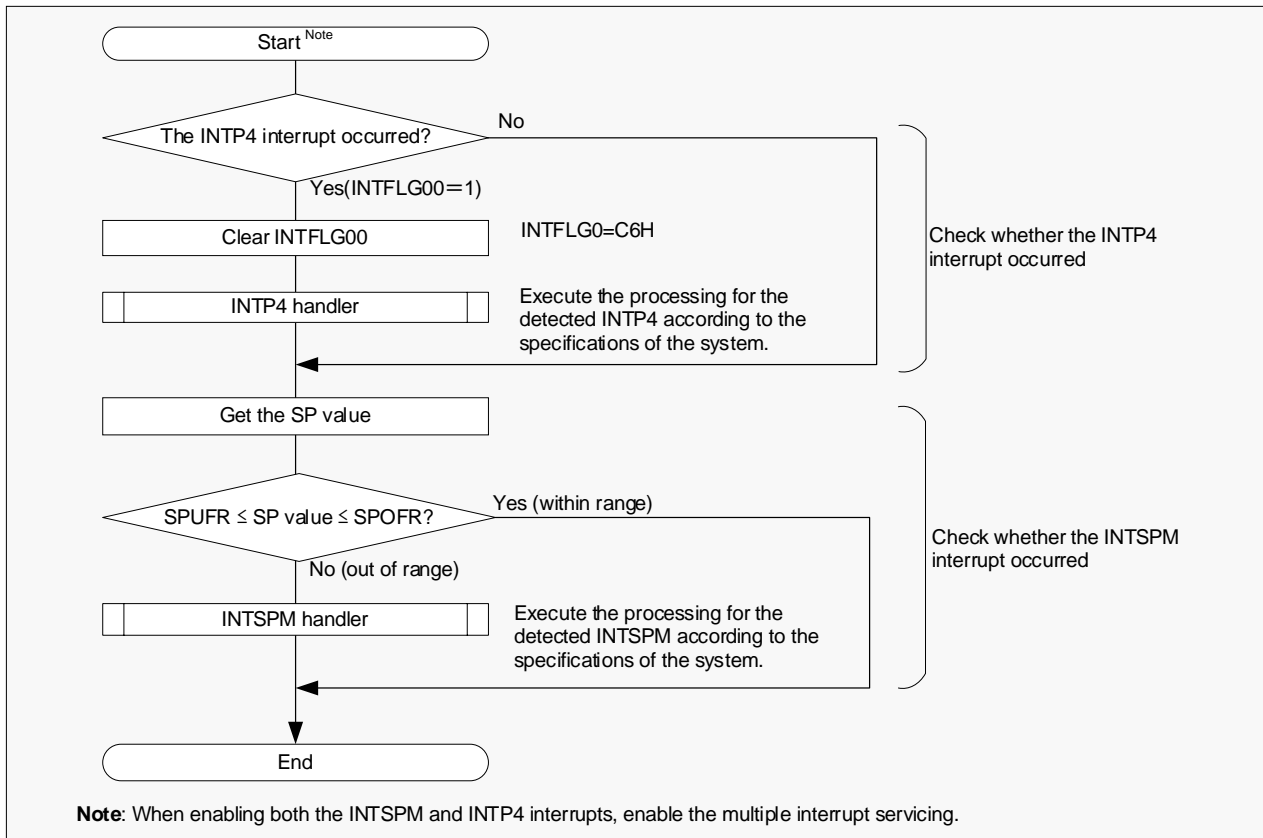 Start Note
The INTP4 interrupt occurred?
No
Yes(INTFLG00＝1)
Clear INTFLG00
INTFLG0=C6H
INTP4 handler
Execute the processing for the
detected INTP4 according to the
specifications of the system.
Check whether the INTP4
interrupt occurred
Get the SP value
SPUFR ≤ SP value ≤ SPOFR?
Yes (within range)
No (out of range)
INTSPM handler
Execute the processing for the
detected INTSPM according to the
specifications of the system.
Check whether the INTSPM
interrupt occurred
End
Note: When enabling both the INTSPM and INTP4 interrupts, enable the multiple interrupt servicing.